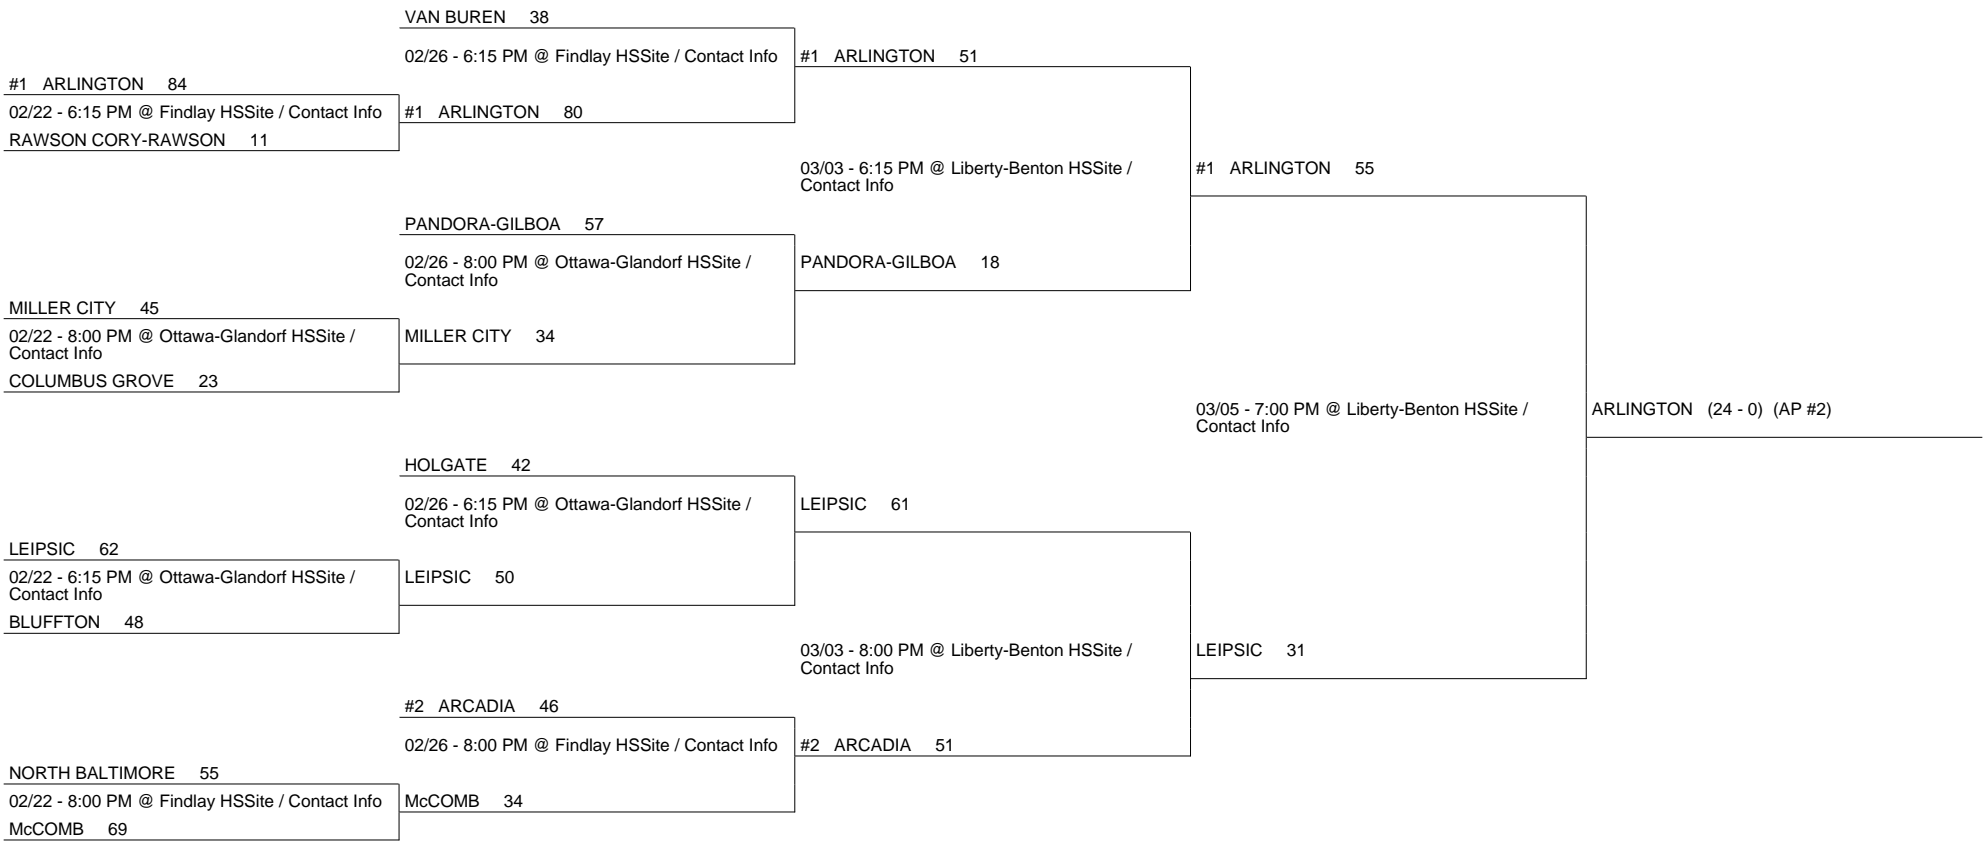 #1 ARLINGTON 84
02/22 - 6:15 PM @ Findlay HSSite / Contact Info
RAWSON CORY-RAWSON 11
MILLER CITY 45
02/22 - 8:00 PM @ Ottawa-Glandorf HSSite /
Contact Info
COLUMBUS GROVE 23
LEIPSIC 62
02/22 - 6:15 PM @ Ottawa-Glandorf HSSite /
Contact Info
BLUFFTON 48
NORTH BALTIMORE 55
02/22 - 8:00 PM @ Findlay HSSite / Contact Info
McCOMB 69
VAN BUREN 38
02/26 - 6:15 PM @ Findlay HSSite / Contact Info
#1 ARLINGTON 80
PANDORA-GILBOA 57
02/26 - 8:00 PM @ Ottawa-Glandorf HSSite /
Contact Info
MILLER CITY 34
HOLGATE 42
02/26 - 6:15 PM @ Ottawa-Glandorf HSSite /
Contact Info
LEIPSIC 50
#2 ARCADIA 46
02/26 - 8:00 PM @ Findlay HSSite / Contact Info
McCOMB 34
#1 ARLINGTON 51
03/03 - 6:15 PM @ Liberty-Benton HSSite /
Contact Info
PANDORA-GILBOA 18
LEIPSIC 61
03/03 - 8:00 PM @ Liberty-Benton HSSite /
Contact Info
#2 ARCADIA 51
#1 ARLINGTON 55
03/05 - 7:00 PM @ Liberty-Benton HSSite /
Contact Info
LEIPSIC 31
ARLINGTON (24 - 0) (AP #2)